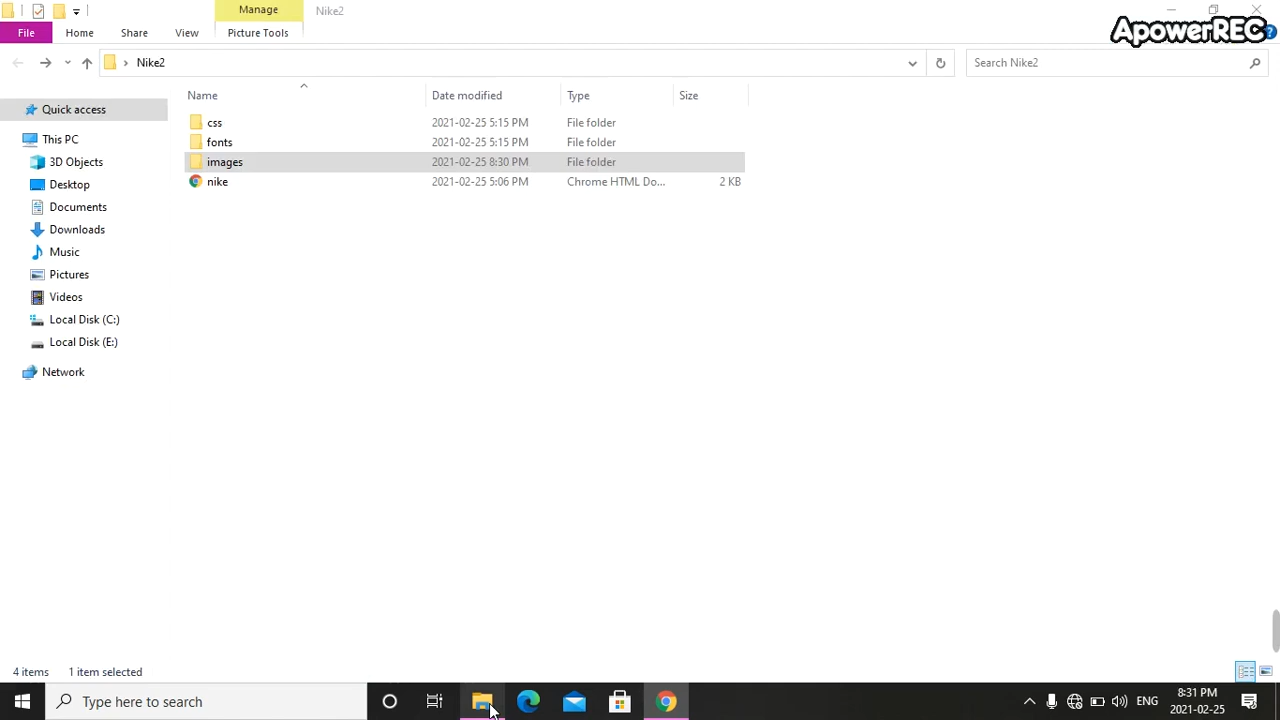 Manage
Nike2
ApowerREC
File
Home
Share
View
Picture Tools
Nike2
Search Nike2
Name
Date modified
Type
Size
Quick access
This PC
3D Objects
Desktop
Documents
Downloads
Music
Pictures
Videos
Local Disk (C:)
Local Disk (E:)
Network
css 2021-02-25 5:15 PM File folder
fonts 2021-02-25 5:15 PM File folder
images 2021-02-25 8:30 PM File folder
nike 2021-02-25 5:06 PM Chrome HTML Do... 2 KB
4 items
1 item selected
Type here to search
ENG
8:31 PM
2021-02-25